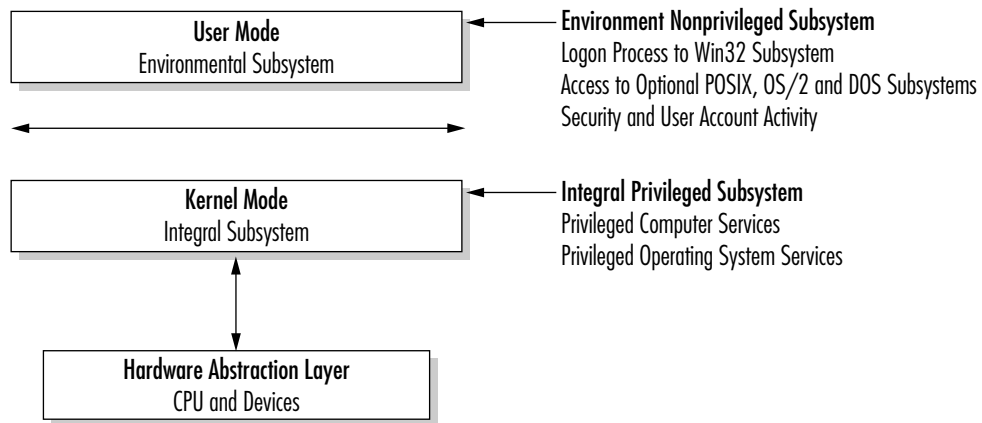 User Mode
Environmental Subsystem
Environment Nonprivileged Subsystem
Logon Process to Win32 Subsystem
Access to Optional POSIX, OS/2 and DOS Subsystems
Security and User Account Activity
Kernel Mode
Integral Subsystem
Integral Privileged Subsystem
Privileged Computer Services
Privileged Operating System Services
Hardware Abstraction Layer
CPU and Devices